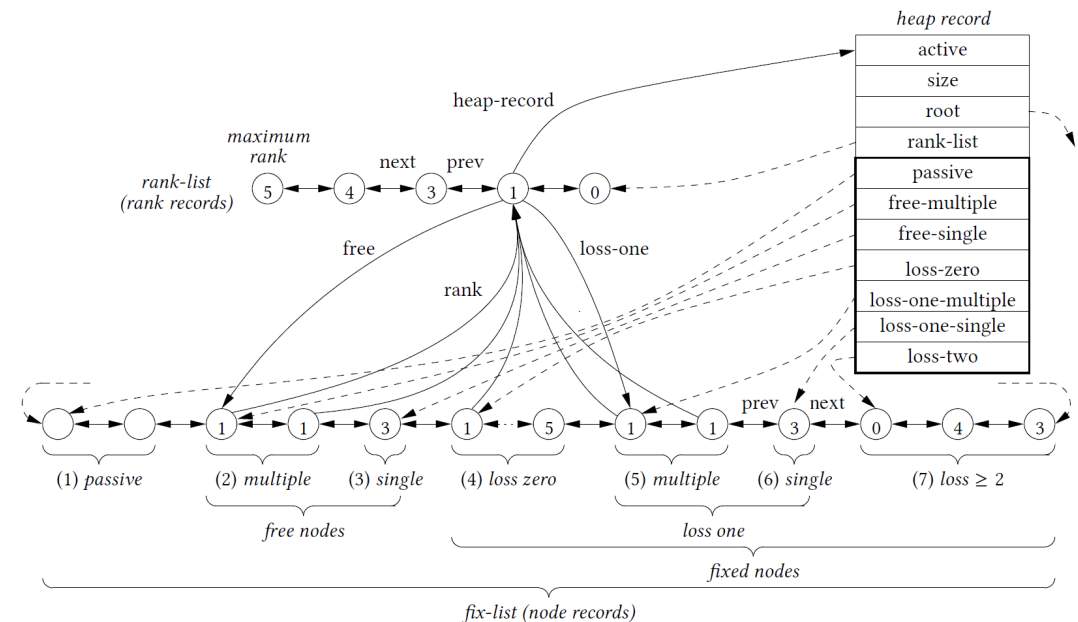 heap record
active
size
root
rank-list
passive
free-multiple
free-single
loss-zero
loss-one-multiple
loss-one-single
loss-two
heap-record
maximum
rank
next prev
rank-list
(rank records)
5 4 3 1 0
free
loss-one
rank
prev next
1 1 3 1 5 1 1 3 0 4 3
(1) passive (2) multiple (3) single (4) loss zero (5) multiple (6) single (7) loss ≥ 2
free nodes
loss one
fixed nodes
fix-list (node records)